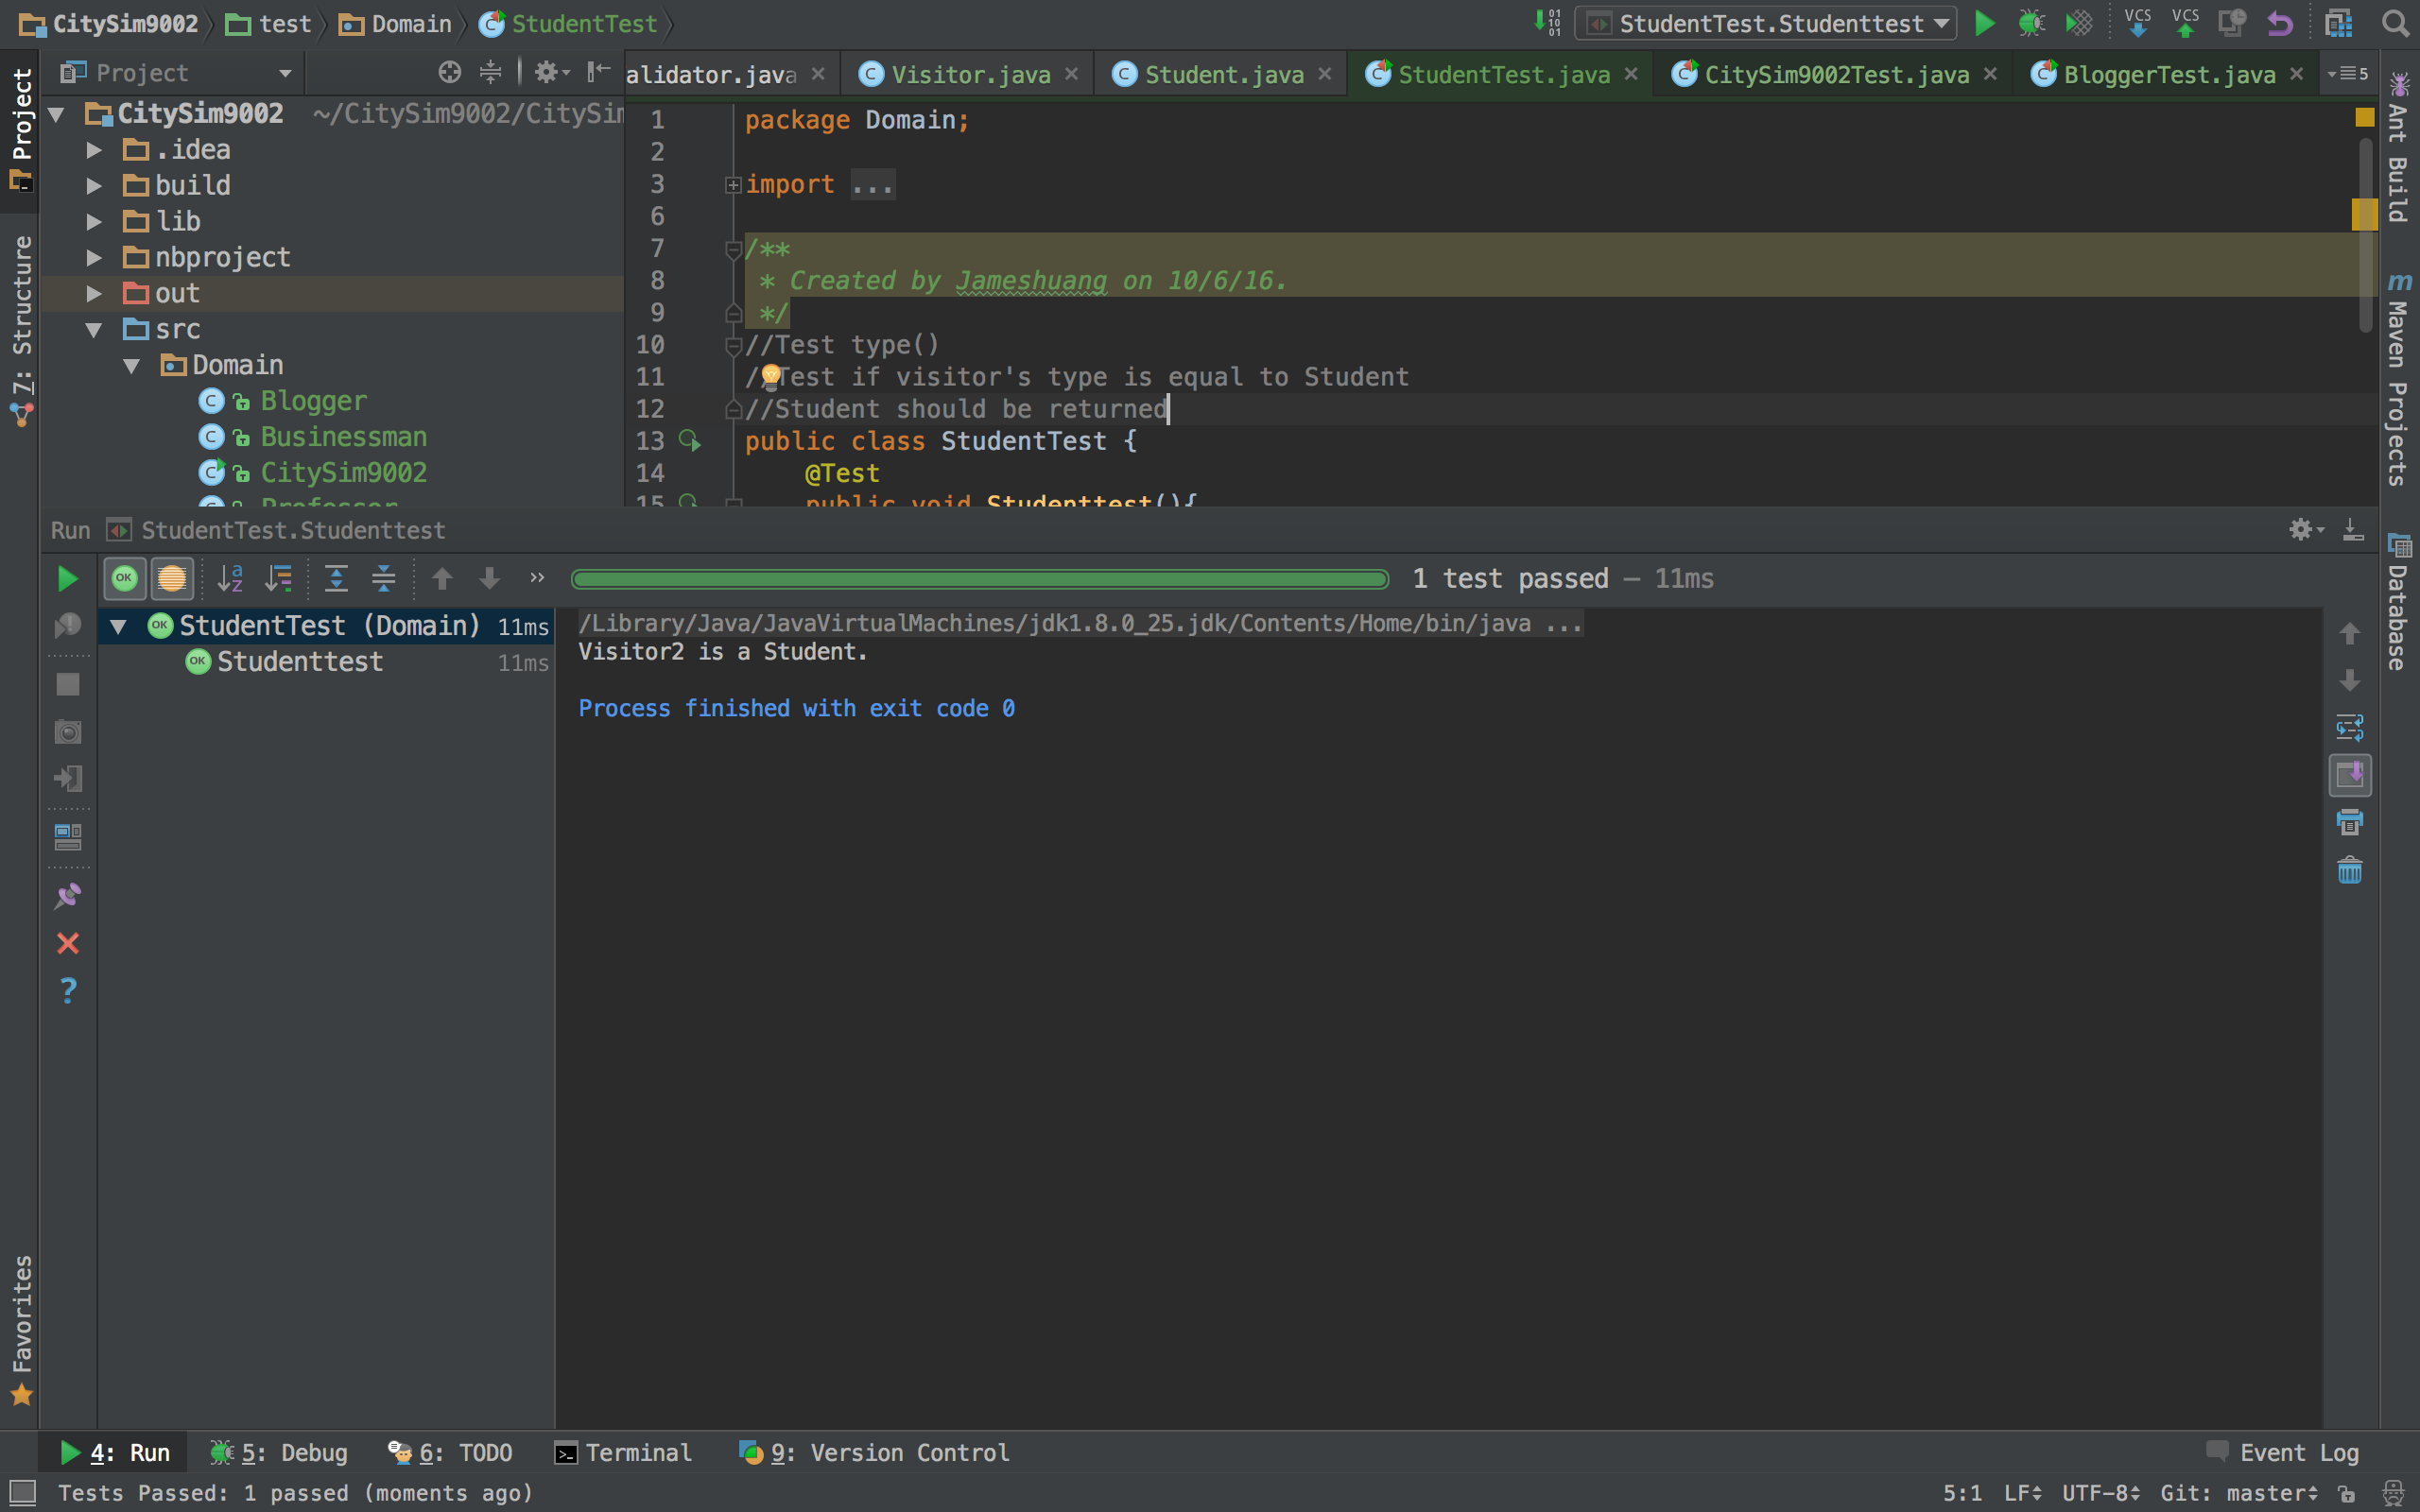 CitySim9002 test Domain StudentTest
StudentTest.Studenttest
VCS VCS
Project
alidator.java Visitor.java Student.java StudentTest.java CitySim9002Test.java BloggerTest.java 5
CitySim9002 ~/CitySim9002/CitySim
.idea
build
lib
nbproject
out
src
Domain
Blogger
Businessman
CitySim9002
Professor
1 package Domain;
2
3 import ...
6
7 /**
8 * Created by Jameshuang on 10/6/16.
9 */
10 //Test type()
11 //Test if visitor's type is equal to Student
12 //Student should be returned
13 public class StudentTest {
14 @Test
15 public void Studenttest(){
Project
7: Structure
Favorites
Ant Build
Maven Projects
Database
Run StudentTest.Studenttest
1 test passed – 11ms
StudentTest (Domain) 11ms
Studenttest 11ms
/Library/Java/JavaVirtualMachines/jdk1.8.0_25.jdk/Contents/Home/bin/java ...
Visitor2 is a Student.
Process finished with exit code 0
4: Run 5: Debug 6: TODO Terminal 9: Version Control Event Log
Tests Passed: 1 passed (moments ago) 5:1 LF UTF-8 Git: master